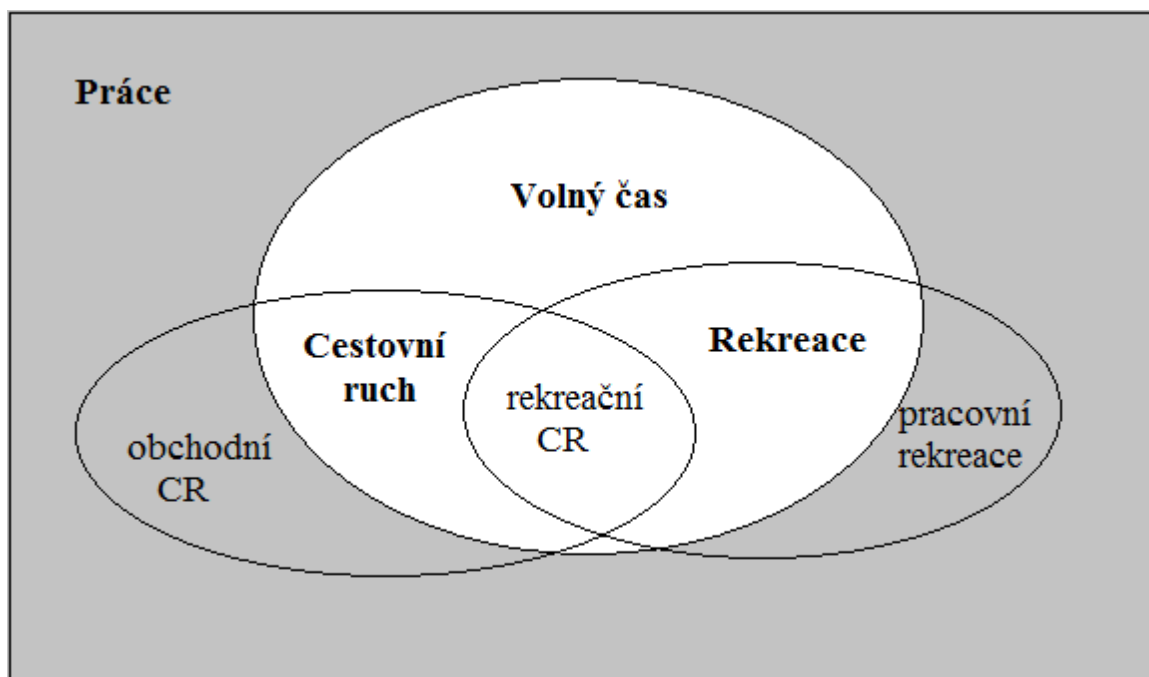 Práce
Volný čas
Cestovní
ruch
Rekreace
rekreační
CR
obchodní
CR
pracovní
rekreace